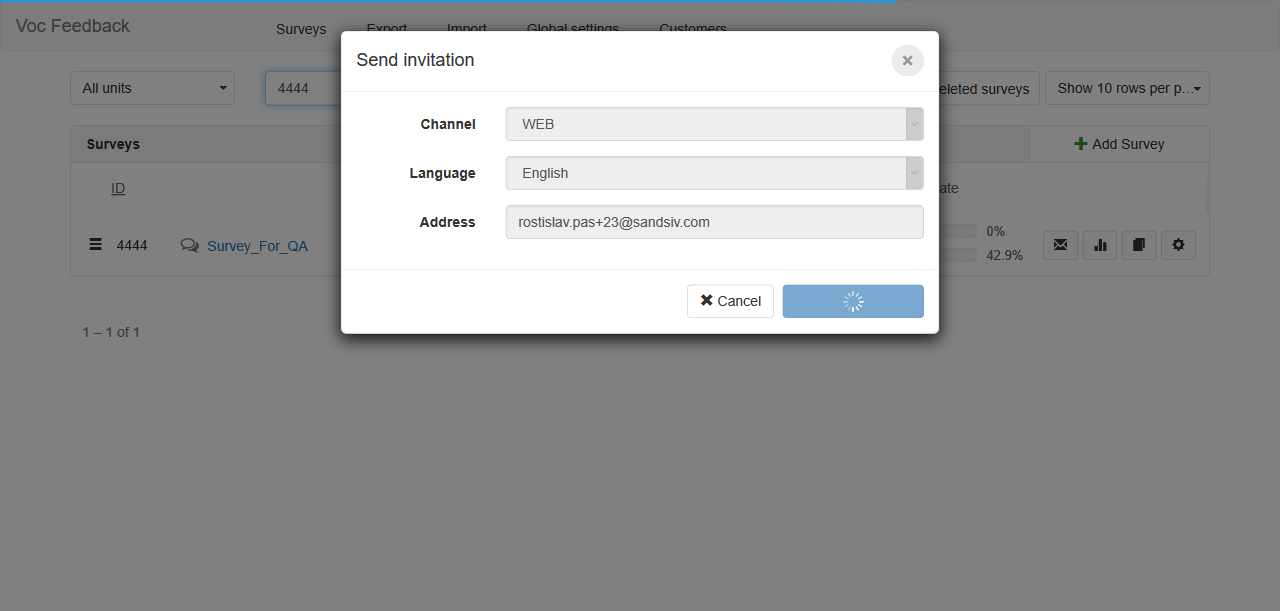 Voc Feedback
Surveys Export Import Global settings Customers
Send invitation
All units
4444
eleted surveys
Show 10 rows per p...
Channel
WEB
Surveys
Add Survey
Language
English
ID
ate
Address
rostislav.pas+23@sandsiv.com
4444
Survey_For_QA
0%
42.9%
Cancel
1 – 1 of 1